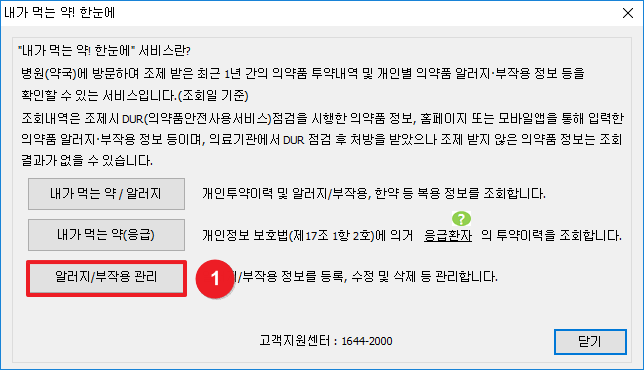 내가 먹는 약! 한눈에
"내가 먹는 약! 한눈에" 서비스란?
병원(약국)에 방문하여 조제 받은 최근 1년 간의 의약품 투약내역 및 개인별 의약품 알러지·부작용 정보 등을
확인할 수 있는 서비스입니다.(조회일 기준)
조회내역은 조제시 DUR(의약품안전사용서비스)점검을 시행한 의약품 정보, 홈페이지 또는 모바일앱을 통해 입력한
의약품 알러지·부작용 정보 등이며, 의료기관에서 DUR 점검 후 처방을 받았으나 조제 받지 않은 의약품 정보는 조회
결과가 없을 수 있습니다.
내가 먹는 약 / 알러지 개인투약이력 및 알러지/부작용, 한약 등 복용 정보를 조회합니다.
?
내가 먹는 약(응급) 개인정보 보호법(제17조 1항 2호)에 의거 응급환자 의 투약이력을 조회합니다.
알러지/부작용 관리 1 /부작용 정보를 등록, 수정 및 삭제 등 관리합니다.
고객지원센터 : 1644-2000 닫기